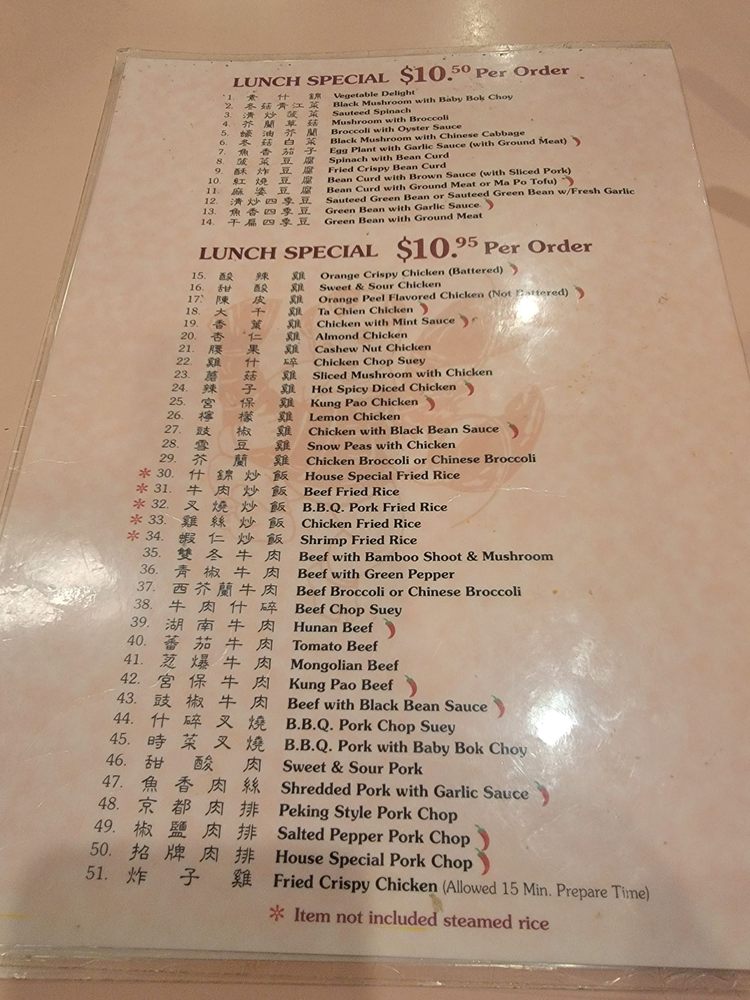 LUNCH SPECIAL $10.50 Per Order
1. 素什錦 Vegetable Delight
2. 冬菇青江菜 Black Mushroom with Baby Bok Choy
3. 清炒菠菜 Sauteed Spinach
4. 芥蘭草菇 Mushroom with Broccoli
5. 蠔油芥蘭 Broccoli with Oyster Sauce
6. 冬菇白菜 Black Mushroom with Chinese Cabbage
7. 魚香茄子 Egg Plant with Garlic Sauce (with Ground Meat)
8. 菠菜豆腐 Spinach with Bean Curd
9. 酥炸豆腐 Fried Crispy Bean Curd
10. 紅燒豆腐 Bean Curd with Brown Sauce (with Sliced Pork)
11. 麻婆豆腐 Bean Curd with Ground Meat or Ma Po Tofu)
12. 清炒四季豆 Sauteed Green Bean or Sauteed Green Bean w/Fresh Garlic
13. 魚香四季豆 Green Bean with Garlic Sauce
14. 干扁四季豆 Green Bean with Ground Meat
LUNCH SPECIAL $10.95 Per Order
15. 酸辣雞 Orange Crispy Chicken (Battered)
16. 甜酸雞 Sweet & Sour Chicken
17. 陳皮雞 Orange Peel Flavored Chicken (Not Battered)
18. 大千雞 Ta Chien Chicken
19. 香葉雞 Chicken with Mint Sauce
20. 杏仁雞 Almond Chicken
21. 腰果雞 Cashew Nut Chicken
22. 雞什碎 Chicken Chop Suey
23. 蘑菇雞 Sliced Mushroom with Chicken
24. 辣子雞 Hot Spicy Diced Chicken
25. 宮保雞 Kung Pao Chicken
26. 檸檬雞 Lemon Chicken
27. 豉椒雞 Chicken with Black Bean Sauce
28. 雪豆雞 Snow Peas with Chicken
29. 芥蘭雞 Chicken Broccoli or Chinese Broccoli
* 30. 什錦炒飯 House Special Fried Rice
* 31. 牛肉炒飯 Beef Fried Rice
* 32. 叉燒炒飯 B.B.Q. Pork Fried Rice
* 33. 雞絲炒飯 Chicken Fried Rice
* 34. 蝦仁炒飯 Shrimp Fried Rice
35. 雙冬牛肉 Beef with Bamboo Shoot & Mushroom
36. 青椒牛肉 Beef with Green Pepper
37. 西芥蘭牛肉 Beef Broccoli or Chinese Broccoli
38. 牛肉什碎 Beef Chop Suey
39. 湖南牛肉 Hunan Beef
40. 蕃茄牛肉 Tomato Beef
41. 葱爆牛肉 Mongolian Beef
42. 宮保牛肉 Kung Pao Beef
43. 豉椒牛肉 Beef with Black Bean Sauce
44. 什碎叉燒 B.B.Q. Pork Chop Suey
45. 時菜叉燒 B.B.Q. Pork with Baby Bok Choy
46. 甜酸肉 Sweet & Sour Pork
47. 魚香肉絲 Shredded Pork with Garlic Sauce
48. 京都肉排 Peking Style Pork Chop
49. 椒鹽肉排 Salted Pepper Pork Chop
50. 招牌肉排 House Special Pork Chop
51. 炸子雞 Fried Crispy Chicken (Allowed 15 Min. Prepare Time)
* Item not included steamed rice